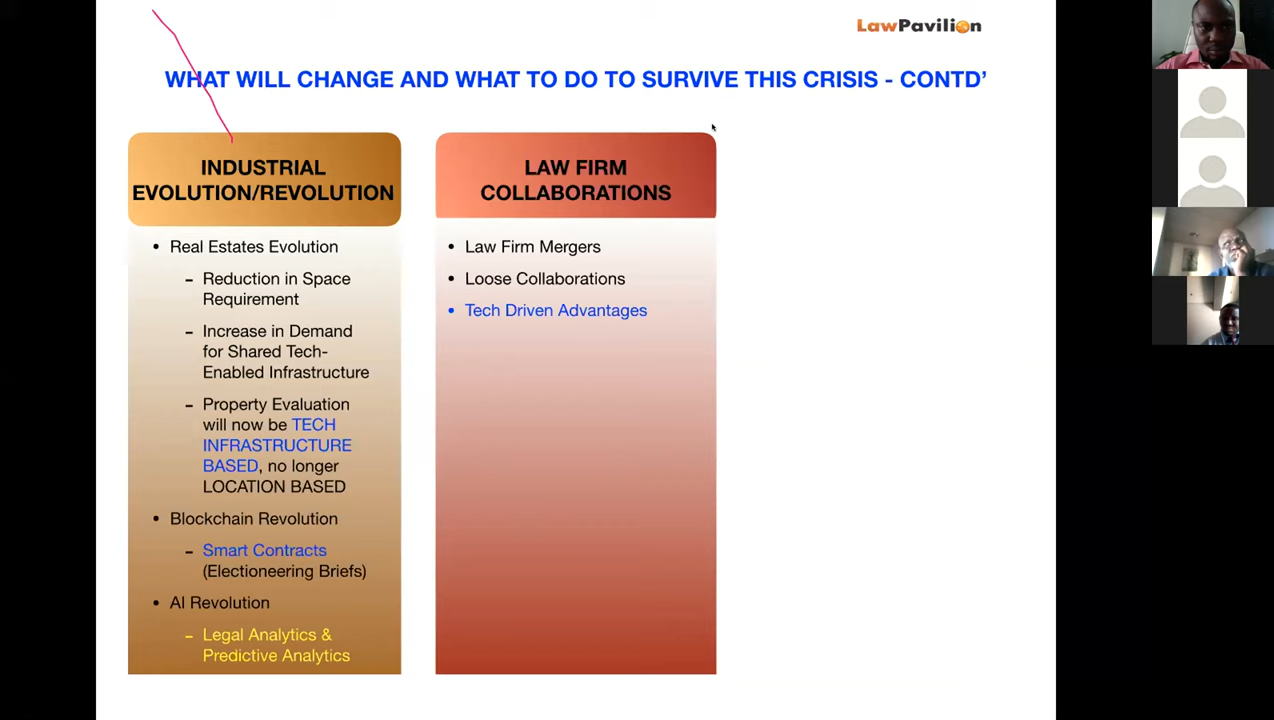 LawPavilion
WHAT WILL CHANGE AND WHAT TO DO TO SURVIVE THIS CRISIS - CONTD'
INDUSTRIAL
EVOLUTION/REVOLUTION
• Real Estates Evolution
– Reduction in Space
Requirement
– Increase in Demand
for Shared Tech-
Enabled Infrastructure
– Property Evaluation
will now be TECH
INFRASTRUCTURE
BASED, no longer
LOCATION BASED
• Blockchain Revolution
– Smart Contracts
(Electioneering Briefs)
• AI Revolution
– Legal Analytics &
Predictive Analytics
LAW FIRM
COLLABORATIONS
• Law Firm Mergers
• Loose Collaborations
• Tech Driven Advantages